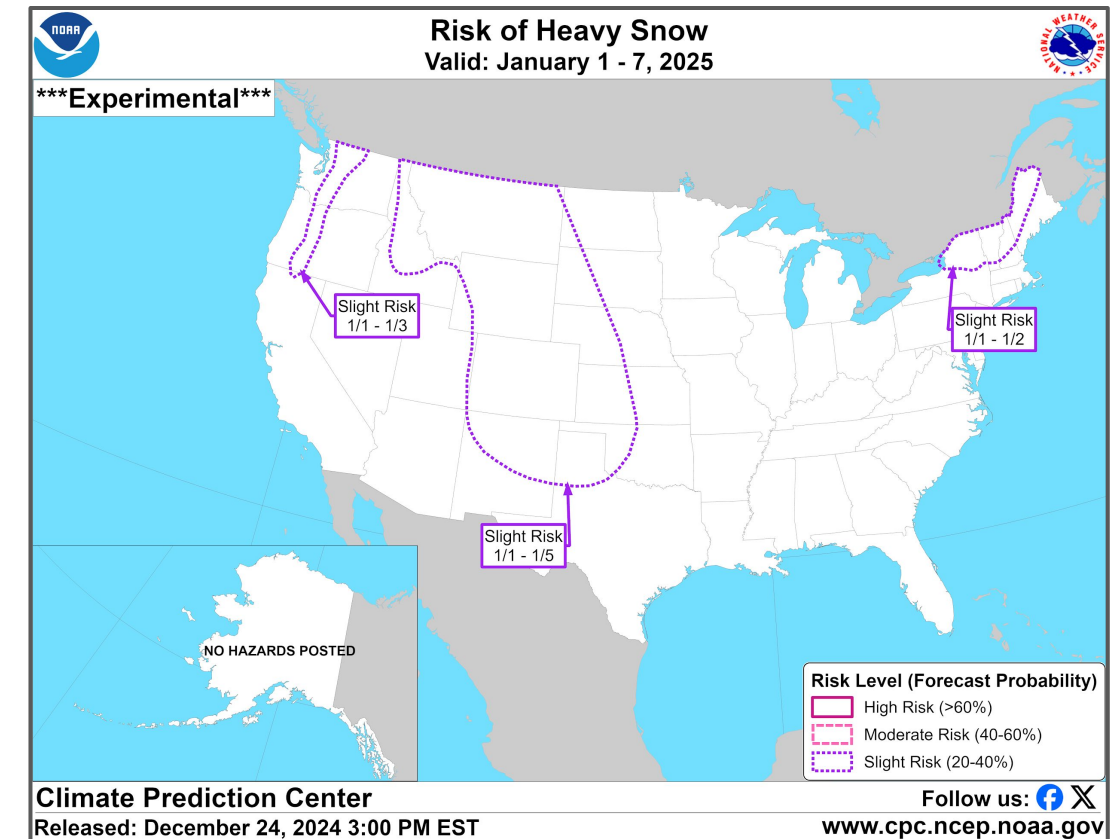 NOAA
Risk of Heavy Snow
Valid: January 1 - 7, 2025
NATIONAL WEATHER SERVICE
***Experimental***
Slight Risk
1/1 - 1/3
Slight Risk
1/1 - 1/2
Slight Risk
1/1 - 1/5
NO HAZARDS POSTED
Risk Level (Forecast Probability)
High Risk (>60%)
Moderate Risk (40-60%)
Slight Risk (20-40%)
Climate Prediction Center
Follow us:
Released: December 24, 2024 3:00 PM EST
www.cpc.ncep.noaa.gov